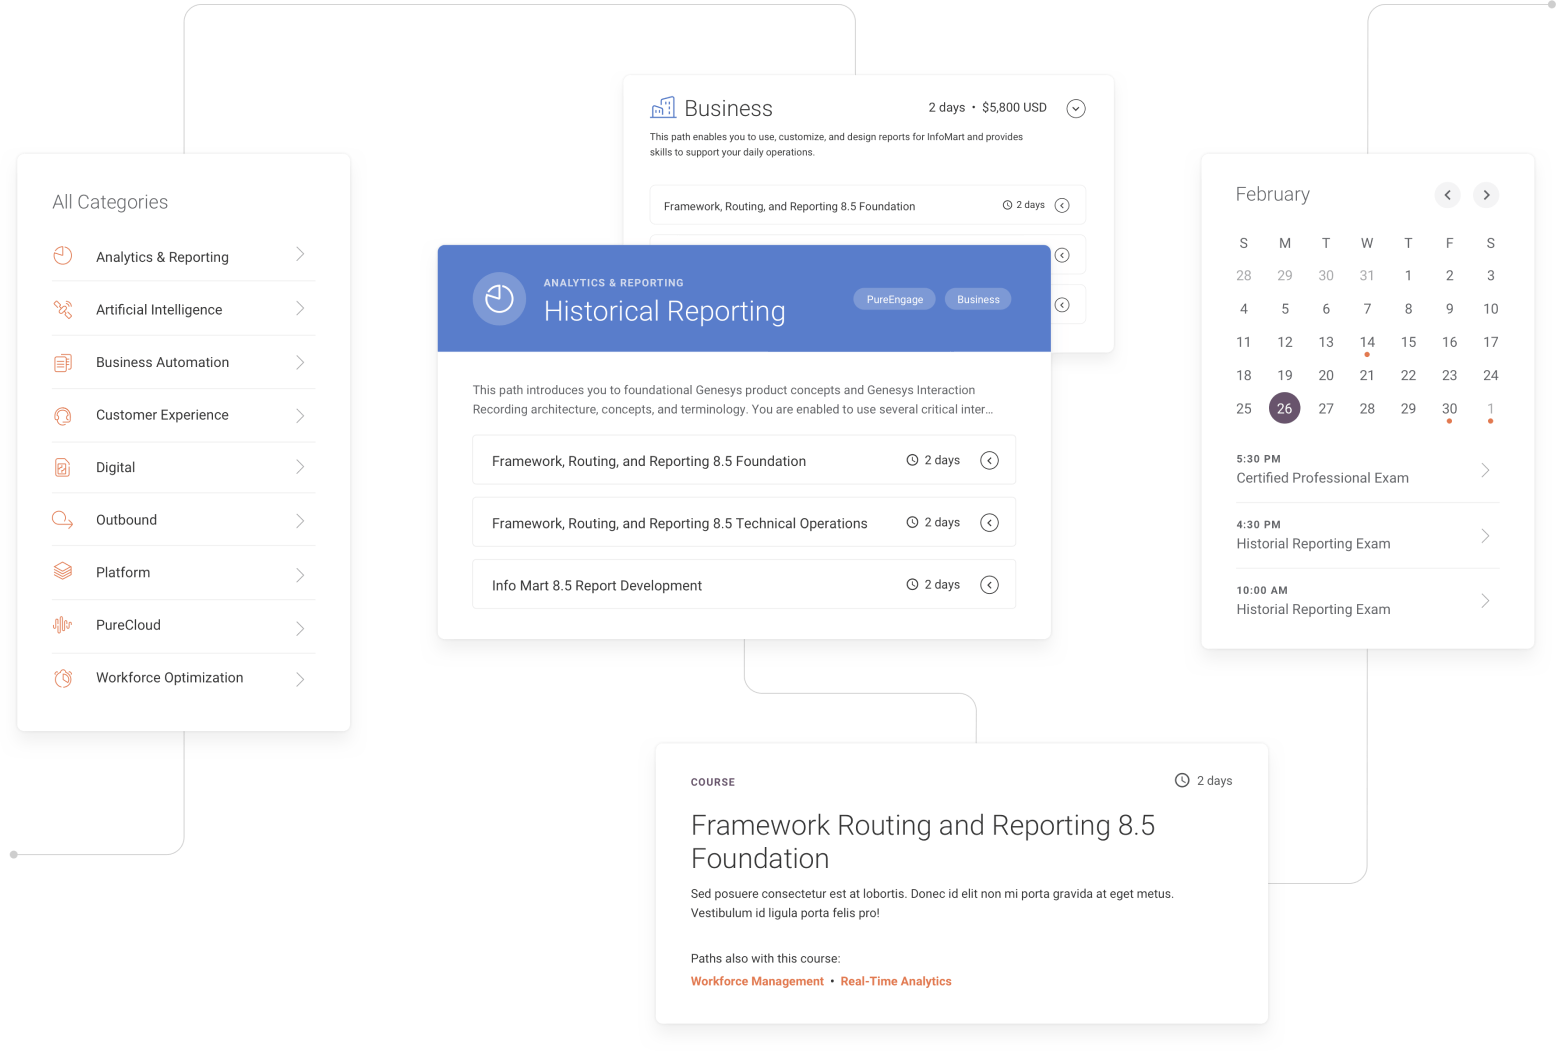 All Categories
Analytics & Reporting
Artificial Intelligence
Business Automation
Customer Experience
Digital
Outbound
Platform
PureCloud
Workforce Optimization
Business
2 days • $5,800 USD
This path enables you to use, customize, and design reports for InfoMart and provides
skills to support your daily operations.
Framework, Routing, and Reporting 8.5 Foundation
2 days
ANALYTICS & REPORTING
Historical Reporting
PureEngage
Business
This path introduces you to foundational Genesys product concepts and Genesys Interaction
Recording architecture, concepts, and terminology. You are enabled to use several critical inter...
Framework, Routing, and Reporting 8.5 Foundation
2 days
Framework, Routing, and Reporting 8.5 Technical Operations
2 days
Info Mart 8.5 Report Development
2 days
COURSE
2 days
Framework Routing and Reporting 8.5
Foundation
Sed posuere consectetur est at lobortis. Donec id elit non mi porta gravida at eget metus.
Vestibulum id ligula porta felis pro!
Paths also with this course:
Workforce Management • Real-Time Analytics
February
S M T W T F S
28 29 30 31 1 2 3
4 5 6 7 8 9 10
11 12 13 14 15 16 17
18 19 20 21 22 23 24
25 26 27 28 29 30 1
5:30 PM
Certified Professional Exam
4:30 PM
Historial Reporting Exam
10:00 AM
Historial Reporting Exam